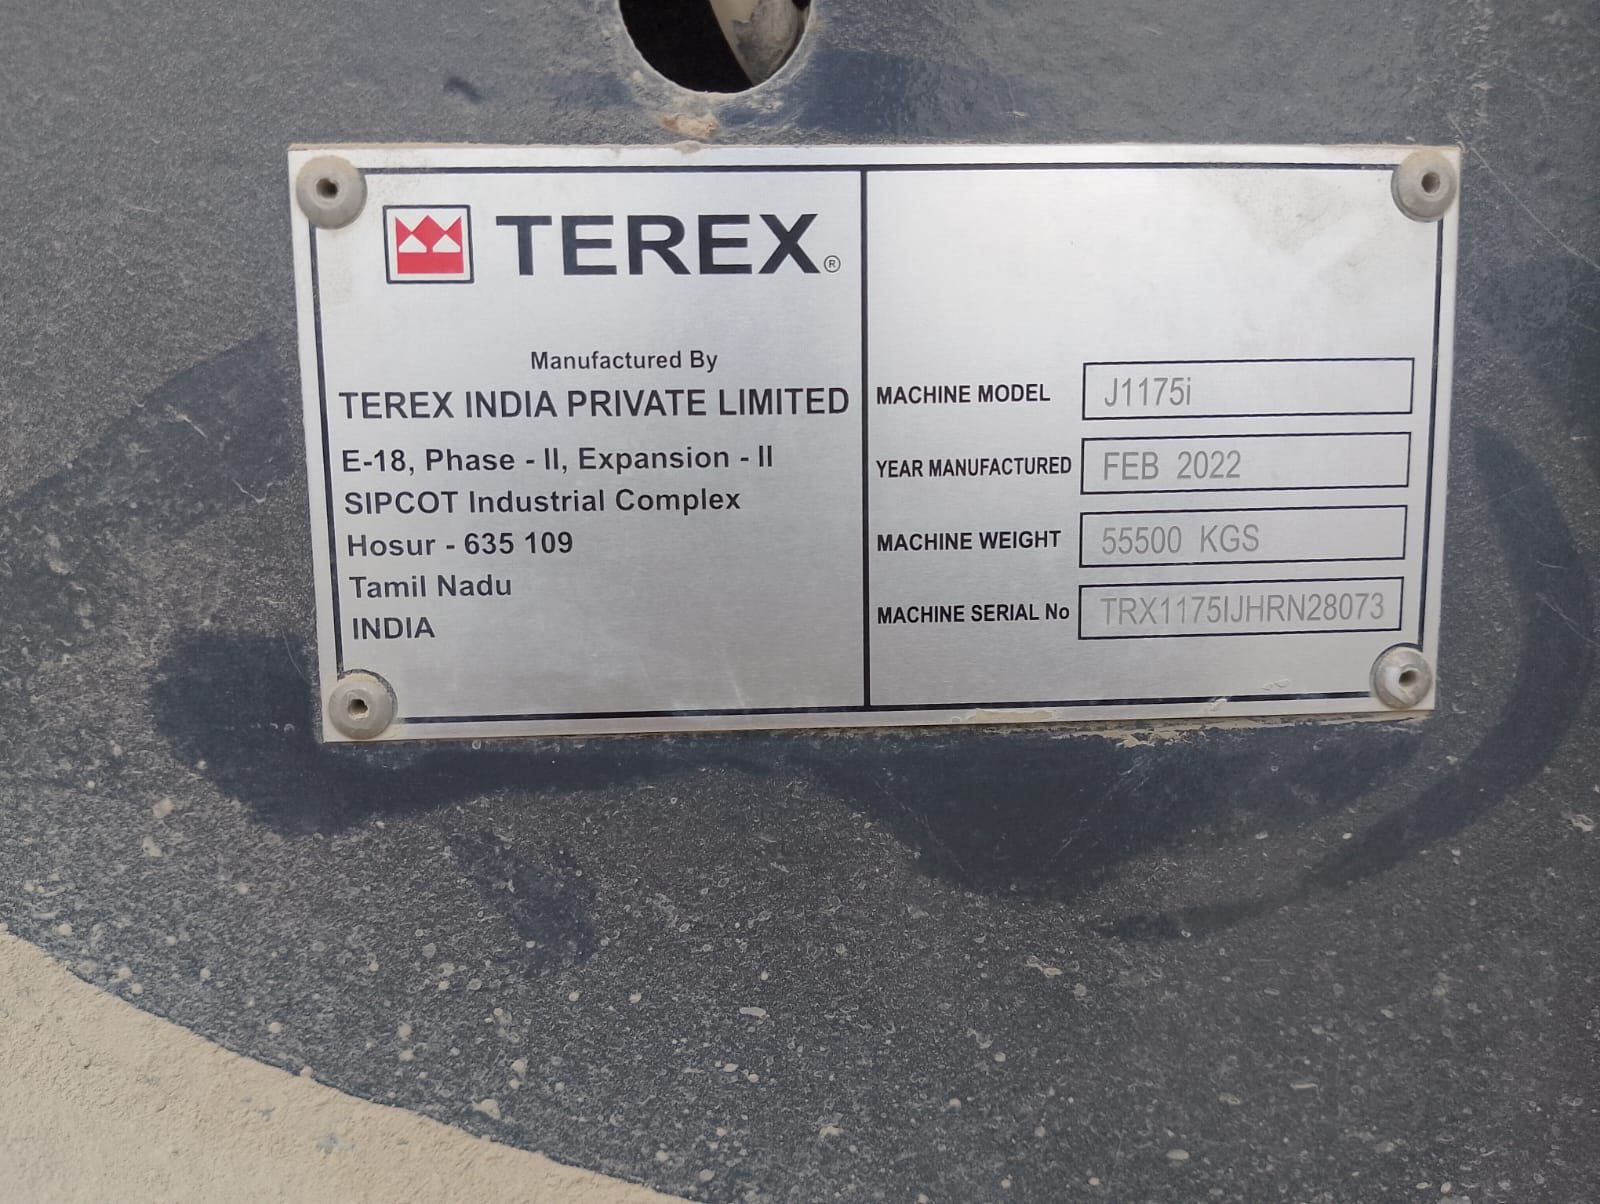 TEREX®
Manufactured By
TEREX INDIA PRIVATE LIMITED
E-18, Phase - II, Expansion - II
SIPCOT Industrial Complex
Hosur - 635 109
Tamil Nadu
INDIA
MACHINE MODEL J1175i
YEAR MANUFACTURED FEB 2022
MACHINE WEIGHT 55500 KGS
MACHINE SERIAL No TRX1175IJHRN28073